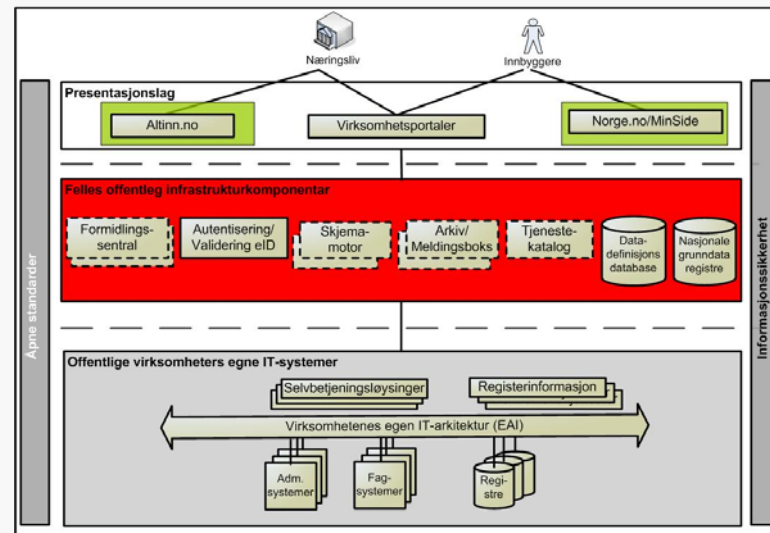 Næringsliv
Innbyggere
Åpne standarder
Informasjonssikkerhet
Presentasjonslag
Altinn.no
Virksomhetsportaler
Norge.no/MinSide
Felles offentleg infrastrukturkomponentar
Formidlings-
sentral
Autentisering/
Validering eID
Skjema-
motor
Arkiv/
Meldingsboks
Tjeneste-
katalog
Data-
definisjons
database
Nasjonale
grunndata
registre
Offentlige virksomheters egne IT-systemer
Selvbetjeningsløysinger
Registerinformasjon
Virksomhetenes egen IT-arkitektur (EAI)
Adm.
systemer
Fag-
systemer
Regi-
stre